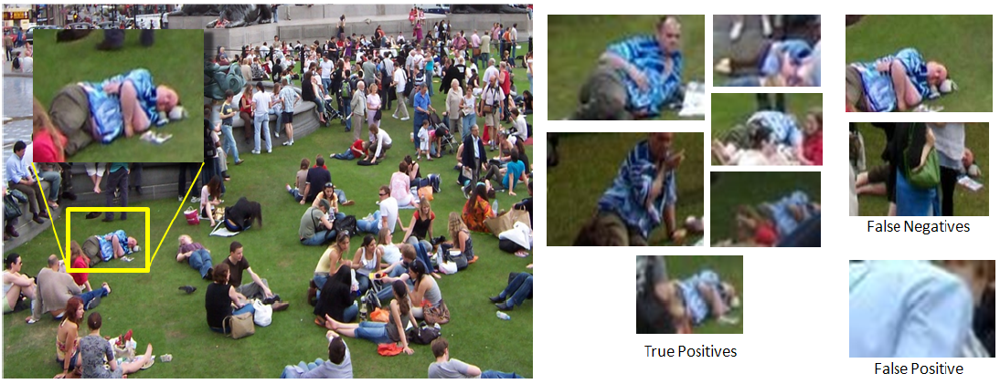 False Negatives
True Positives
False Positive